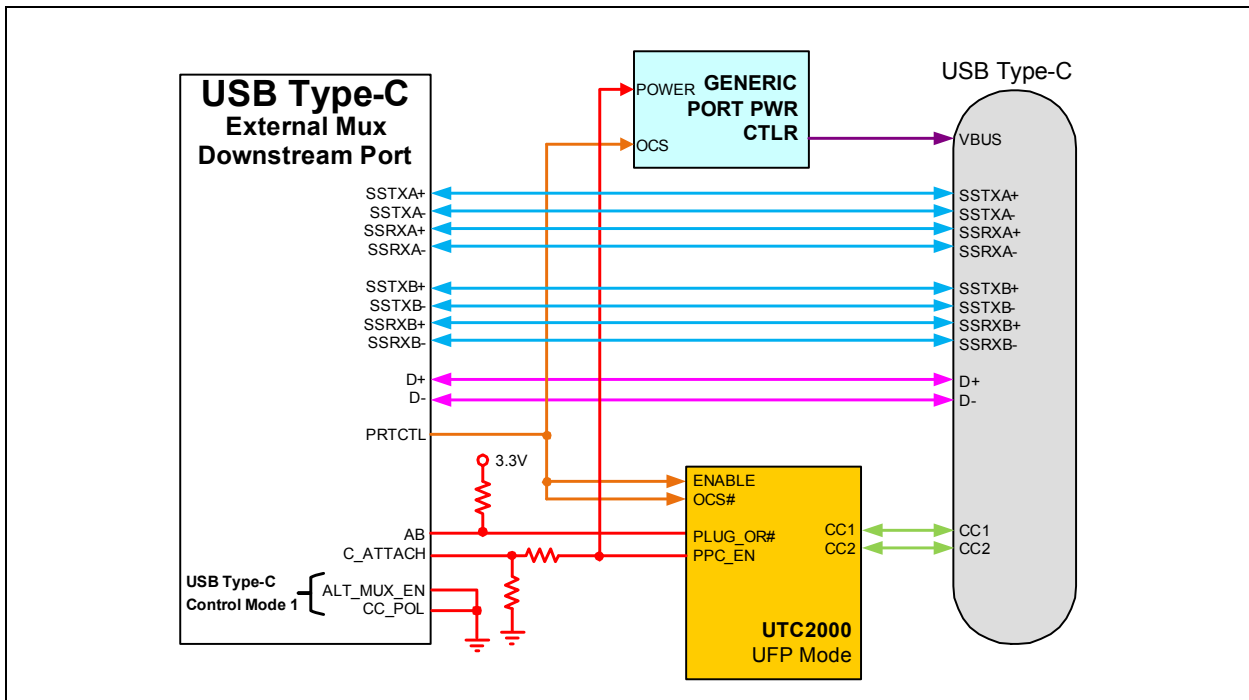 USB Type-C
External Mux
Downstream Port
SSTXA+
SSTXA-
SSRXA+
SSRXA-
SSTXB+
SSTXB-
SSRXB+
SSRXB-
D+
D-
PRTCTL
AB
C_ATTACH
USB Type-C
Control Mode 1
ALT_MUX_EN
CC_POL
3.3V
POWER
GENERIC
PORT PWR
CTLR
OCS
ENABLE
OCS#
PLUG_OR#
PPC_EN
CC1
CC2
UTC2000
UFP Mode
USB Type-C
VBUS
SSTXA+
SSTXA-
SSRXA+
SSRXA-
SSTXB+
SSTXB-
SSRXB+
SSRXB-
D+
D-
CC1
CC2